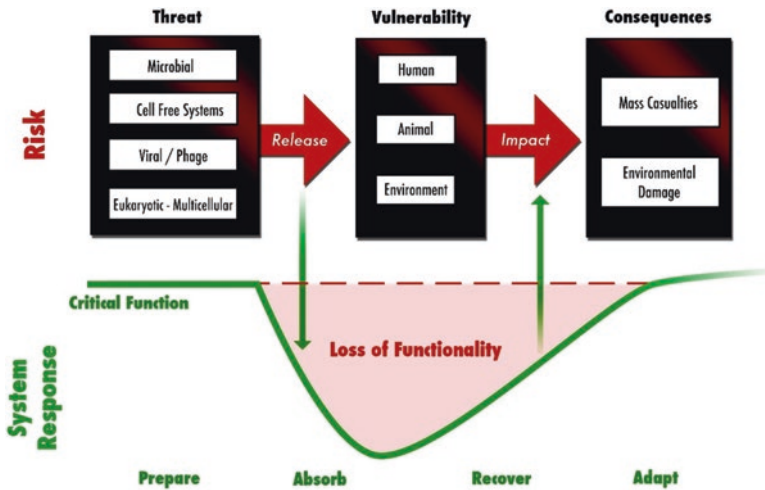 Threat
Vulnerability
Consequences
Risk
Microbial
Cell Free Systems
Viral / Phage
Eukaryotic - Multicellular
Release
Human
Animal
Environment
Impact
Mass Casualties
Environmental
Damage
Critical Function
Loss of Functionality
System
Response
Prepare
Absorb
Recover
Adapt